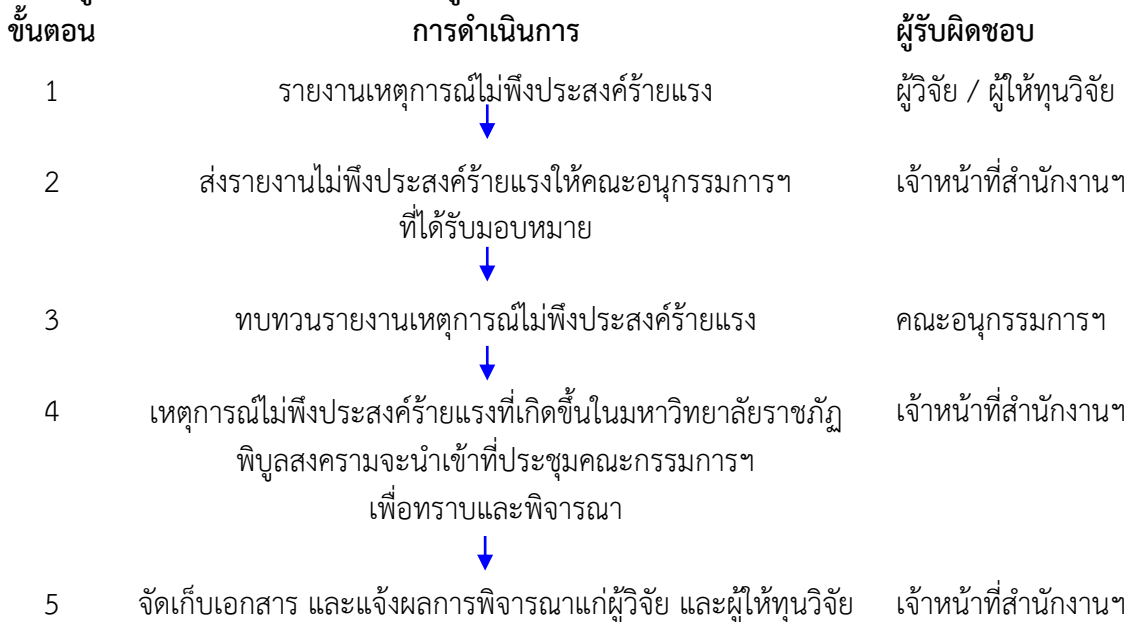 ขั้นตอน การดำเนินการ ผู้รับผิดชอบ
1 รายงานเหตุการณ์ไม่พึงประสงค์ร้ายแรง ผู้วิจัย / ผู้ให้ทุนวิจัย
2 ส่งรายงานไม่พึงประสงค์ร้ายแรงให้คณะอนุกรรมการฯ เจ้าหน้าที่สำนักงานฯ
ที่ได้รับมอบหมาย
3 ทบทวนรายงานเหตุการณ์ไม่พึงประสงค์ร้ายแรง คณะอนุกรรมการฯ
4 เหตุการณ์ไม่พึงประสงค์ร้ายแรงที่เกิดขึ้นในมหาวิทยาลัยราชภัฏ เจ้าหน้าที่สำนักงานฯ
พิบูลสงครามจะนำเข้าที่ประชุมคณะกรรมการฯ
เพื่อทราบและพิจารณา
5 จัดเก็บเอกสาร และแจ้งผลการพิจารณาแก่ผู้วิจัย และผู้ให้ทุนวิจัย เจ้าหน้าที่สำนักงานฯ